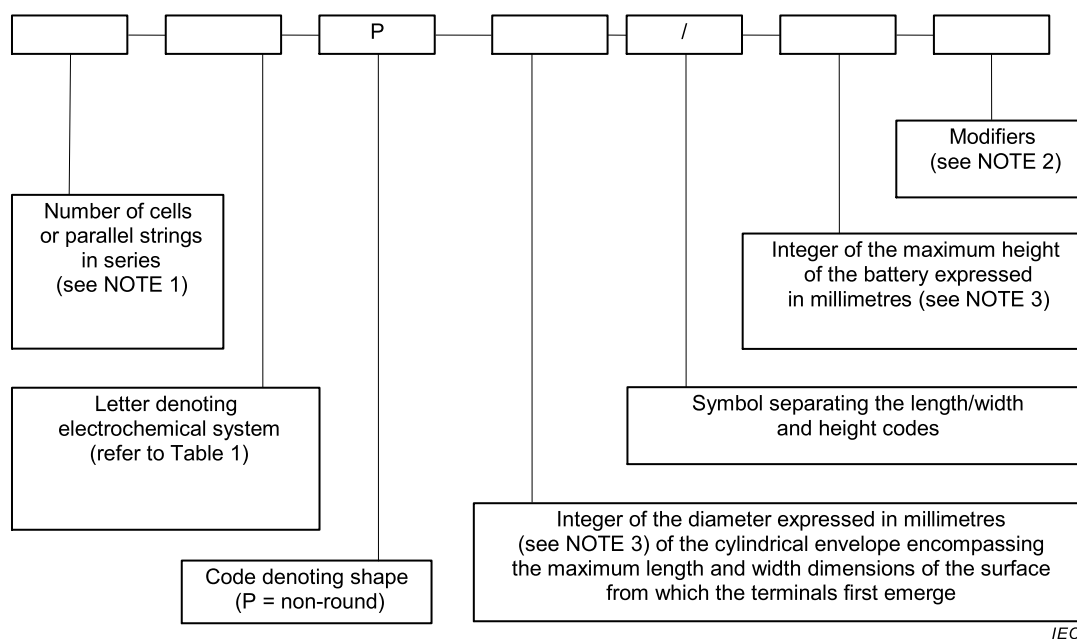 P
/
Modifiers
(see NOTE 2)
Number of cells
or parallel strings
in series
(see NOTE 1)
Integer of the maximum height
of the battery expressed
in millimetres (see NOTE 3)
Letter denoting
electrochemical system
(refer to Table 1)
Symbol separating the length/width
and height codes
Integer of the diameter expressed in millimetres
(see NOTE 3) of the cylindrical envelope encompassing
the maximum length and width dimensions of the surface
from which the terminals first emerge
Code denoting shape
(P = non-round)
IEC